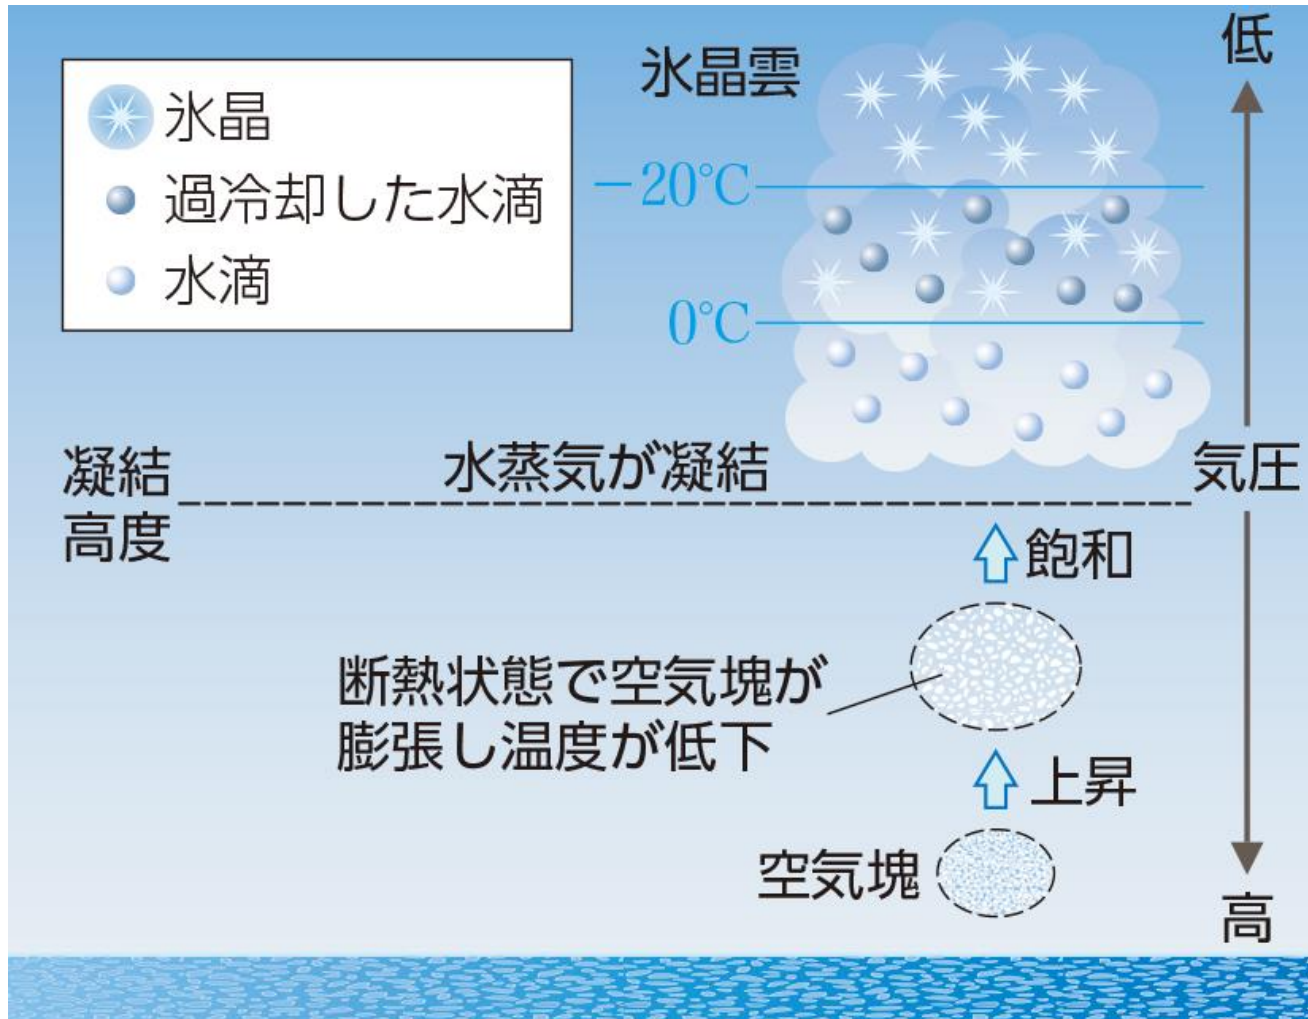 氷晶
過冷却した水滴
水滴
氷晶雲
低
−20℃
0℃
凝結
高度
水蒸気が凝結
気圧
飽和
断熱状態で空気塊が
膨張し温度が低下
上昇
空気塊
高